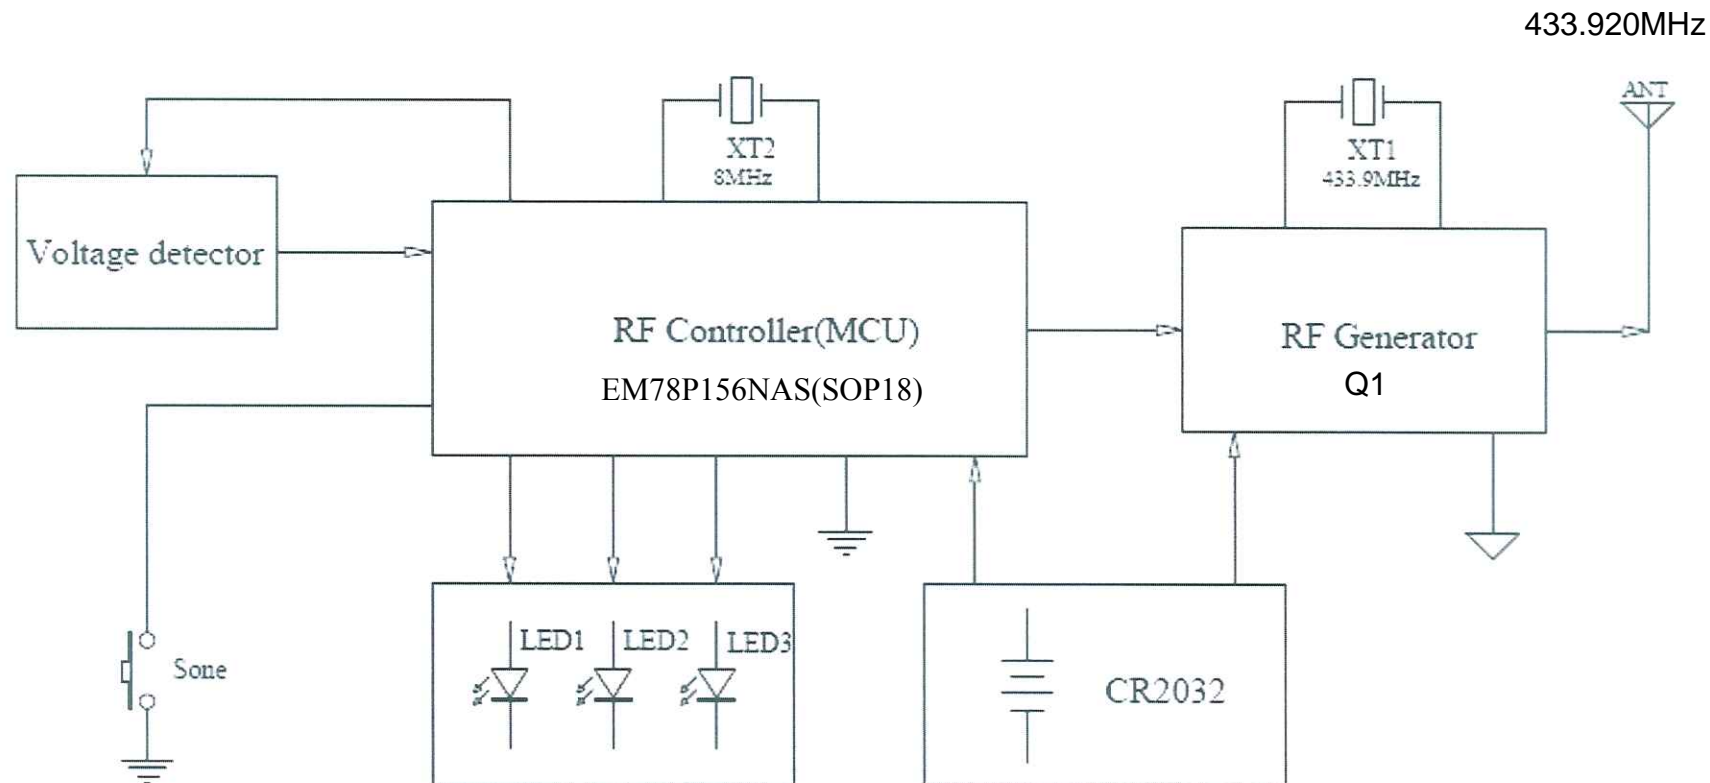 433.920MHz
ANT
XT2
8MHz
XT1
433.9MHz
Voltage detector
RF Controller(MCU)
EM78P156NAS(SOP18)
RF Generator
Q1
Sone
LED1
LED2
LED3
CR2032